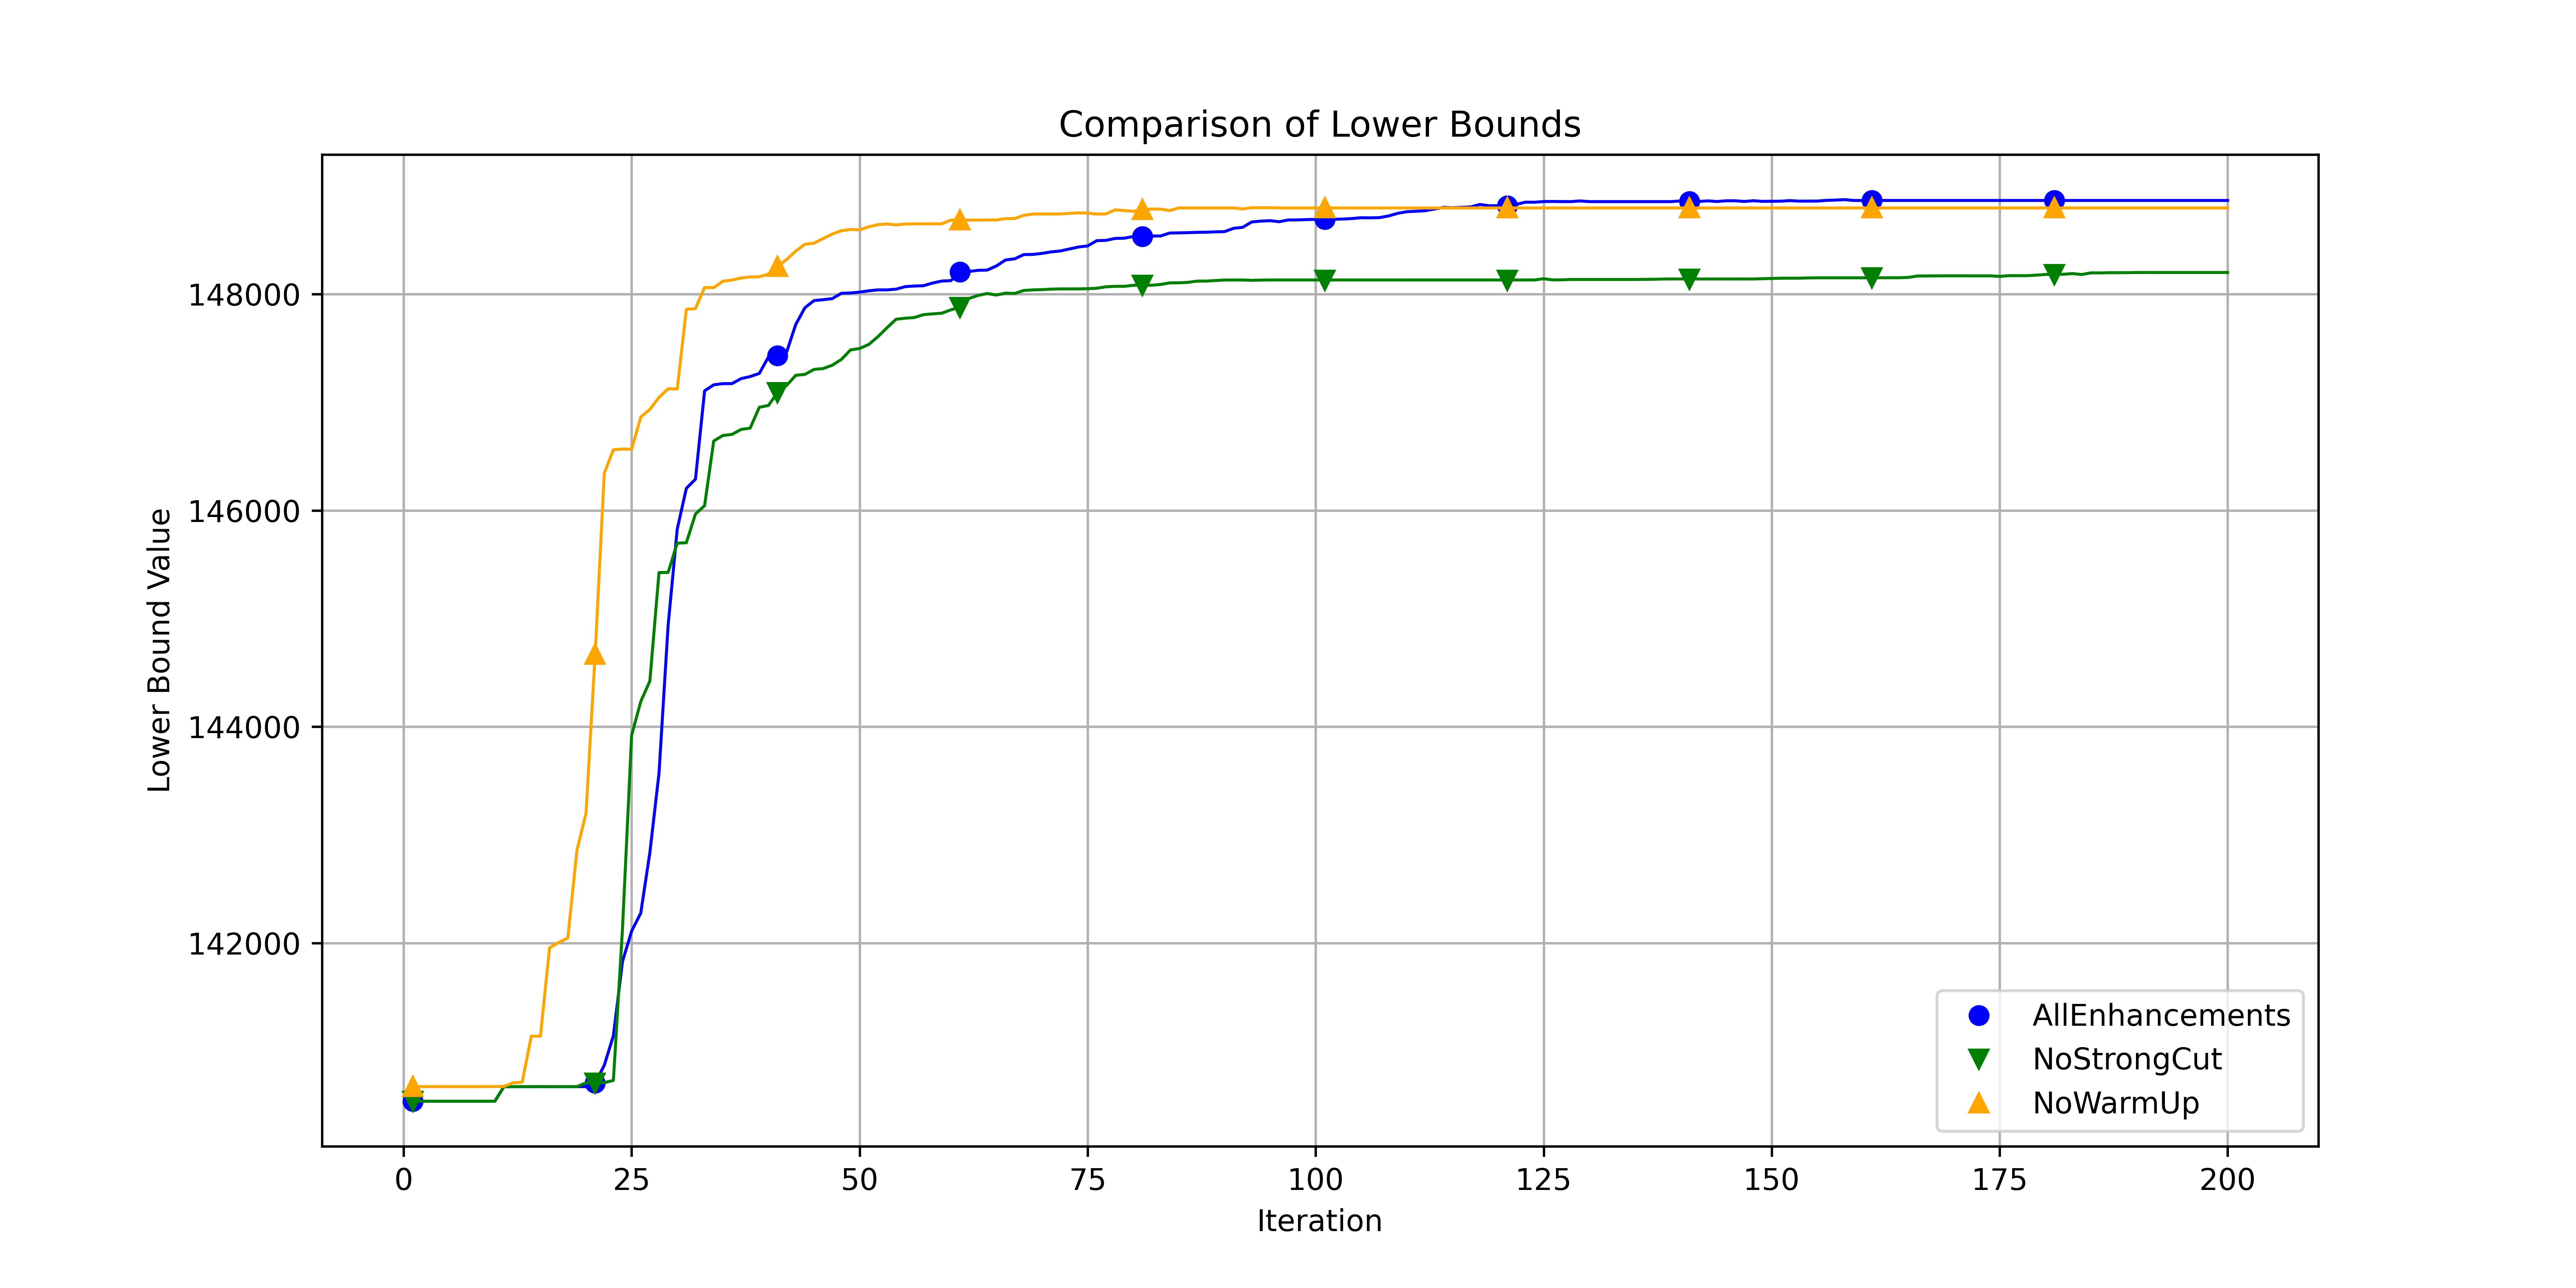 Comparison of Lower Bounds
Lower Bound Value
148000
146000
144000
142000
0 25 50 75 100 125 150 175 200
Iteration
AllEnhancements
NoStrongCut
NoWarmUp